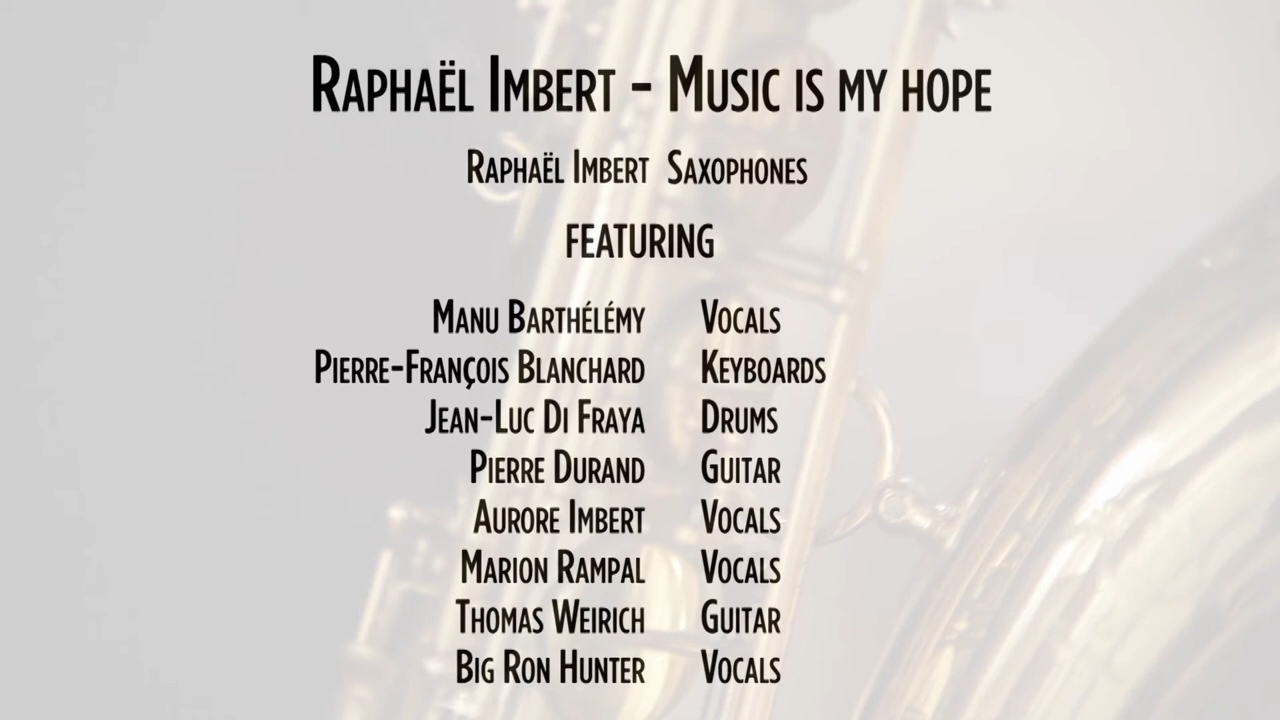 Raphaël Imbert - Music is my hope
Raphaël Imbert Saxophones
FEATURING
Manu Barthélémy Vocals
Pierre-François Blanchard Keyboards
Jean-Luc Di Fraya Drums
Pierre Durand Guitar
Aurore Imbert Vocals
Marion Rampal Vocals
Thomas Weirich Guitar
Big Ron Hunter Vocals